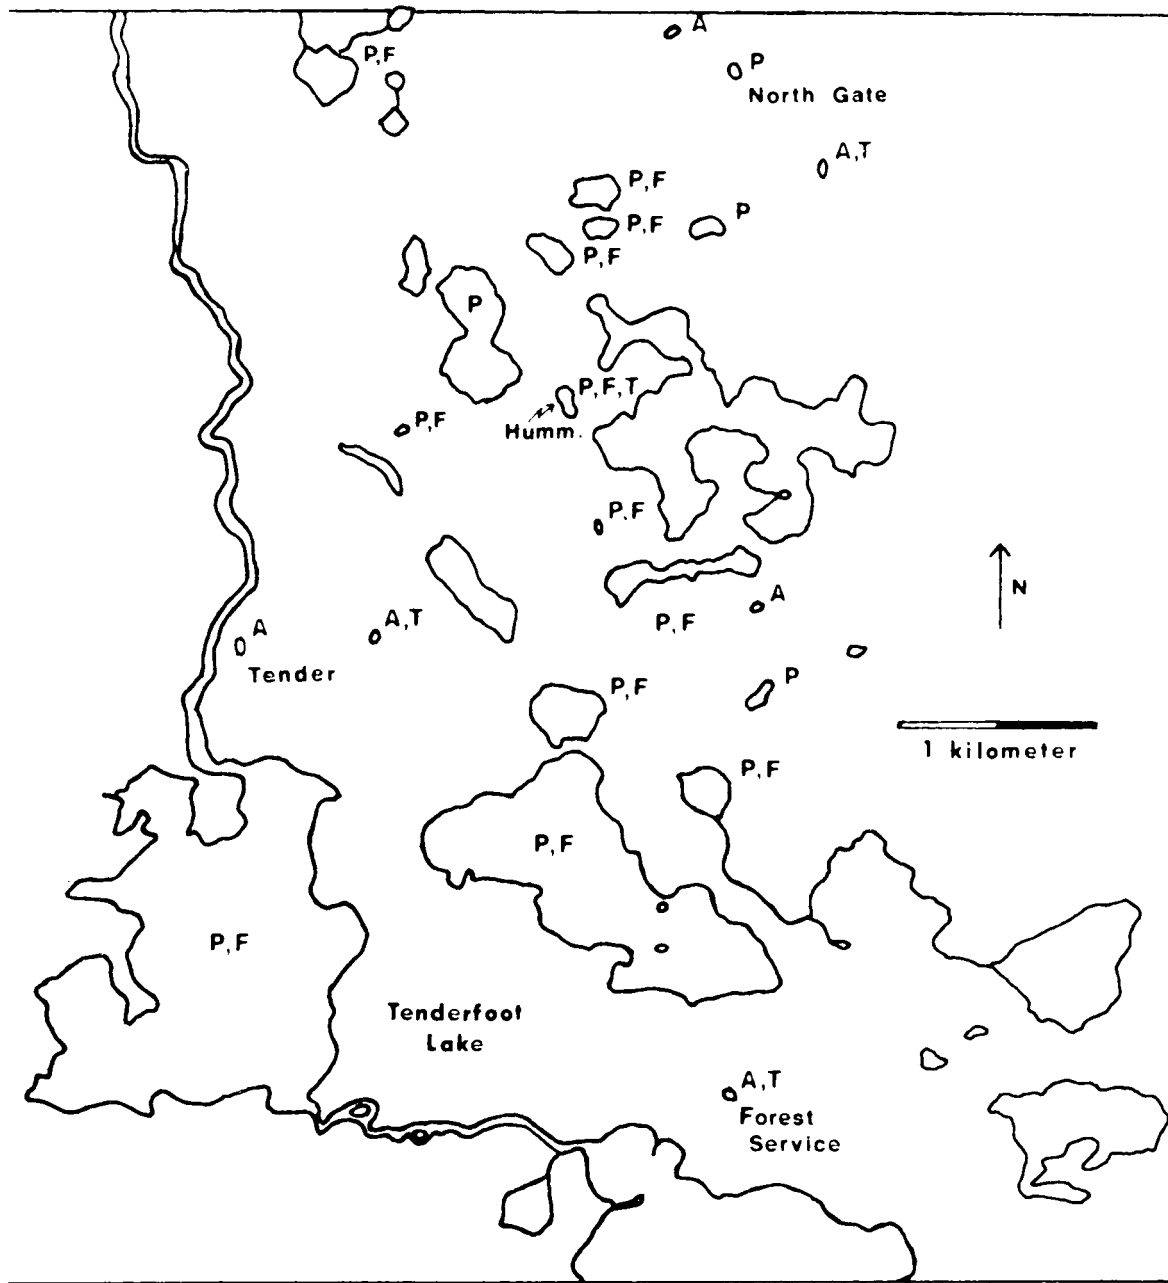 A
P,F
P
North Gate
A,T
P,F
P,F
P
P,F
P
P,F,T
Humm.
P,F
P,F
N
A
P,F
A
A,T
Tender
P,F
P
1 kilometer
P,F
P,F
P,F
Tenderfoot
Lake
A,T
Forest
Service